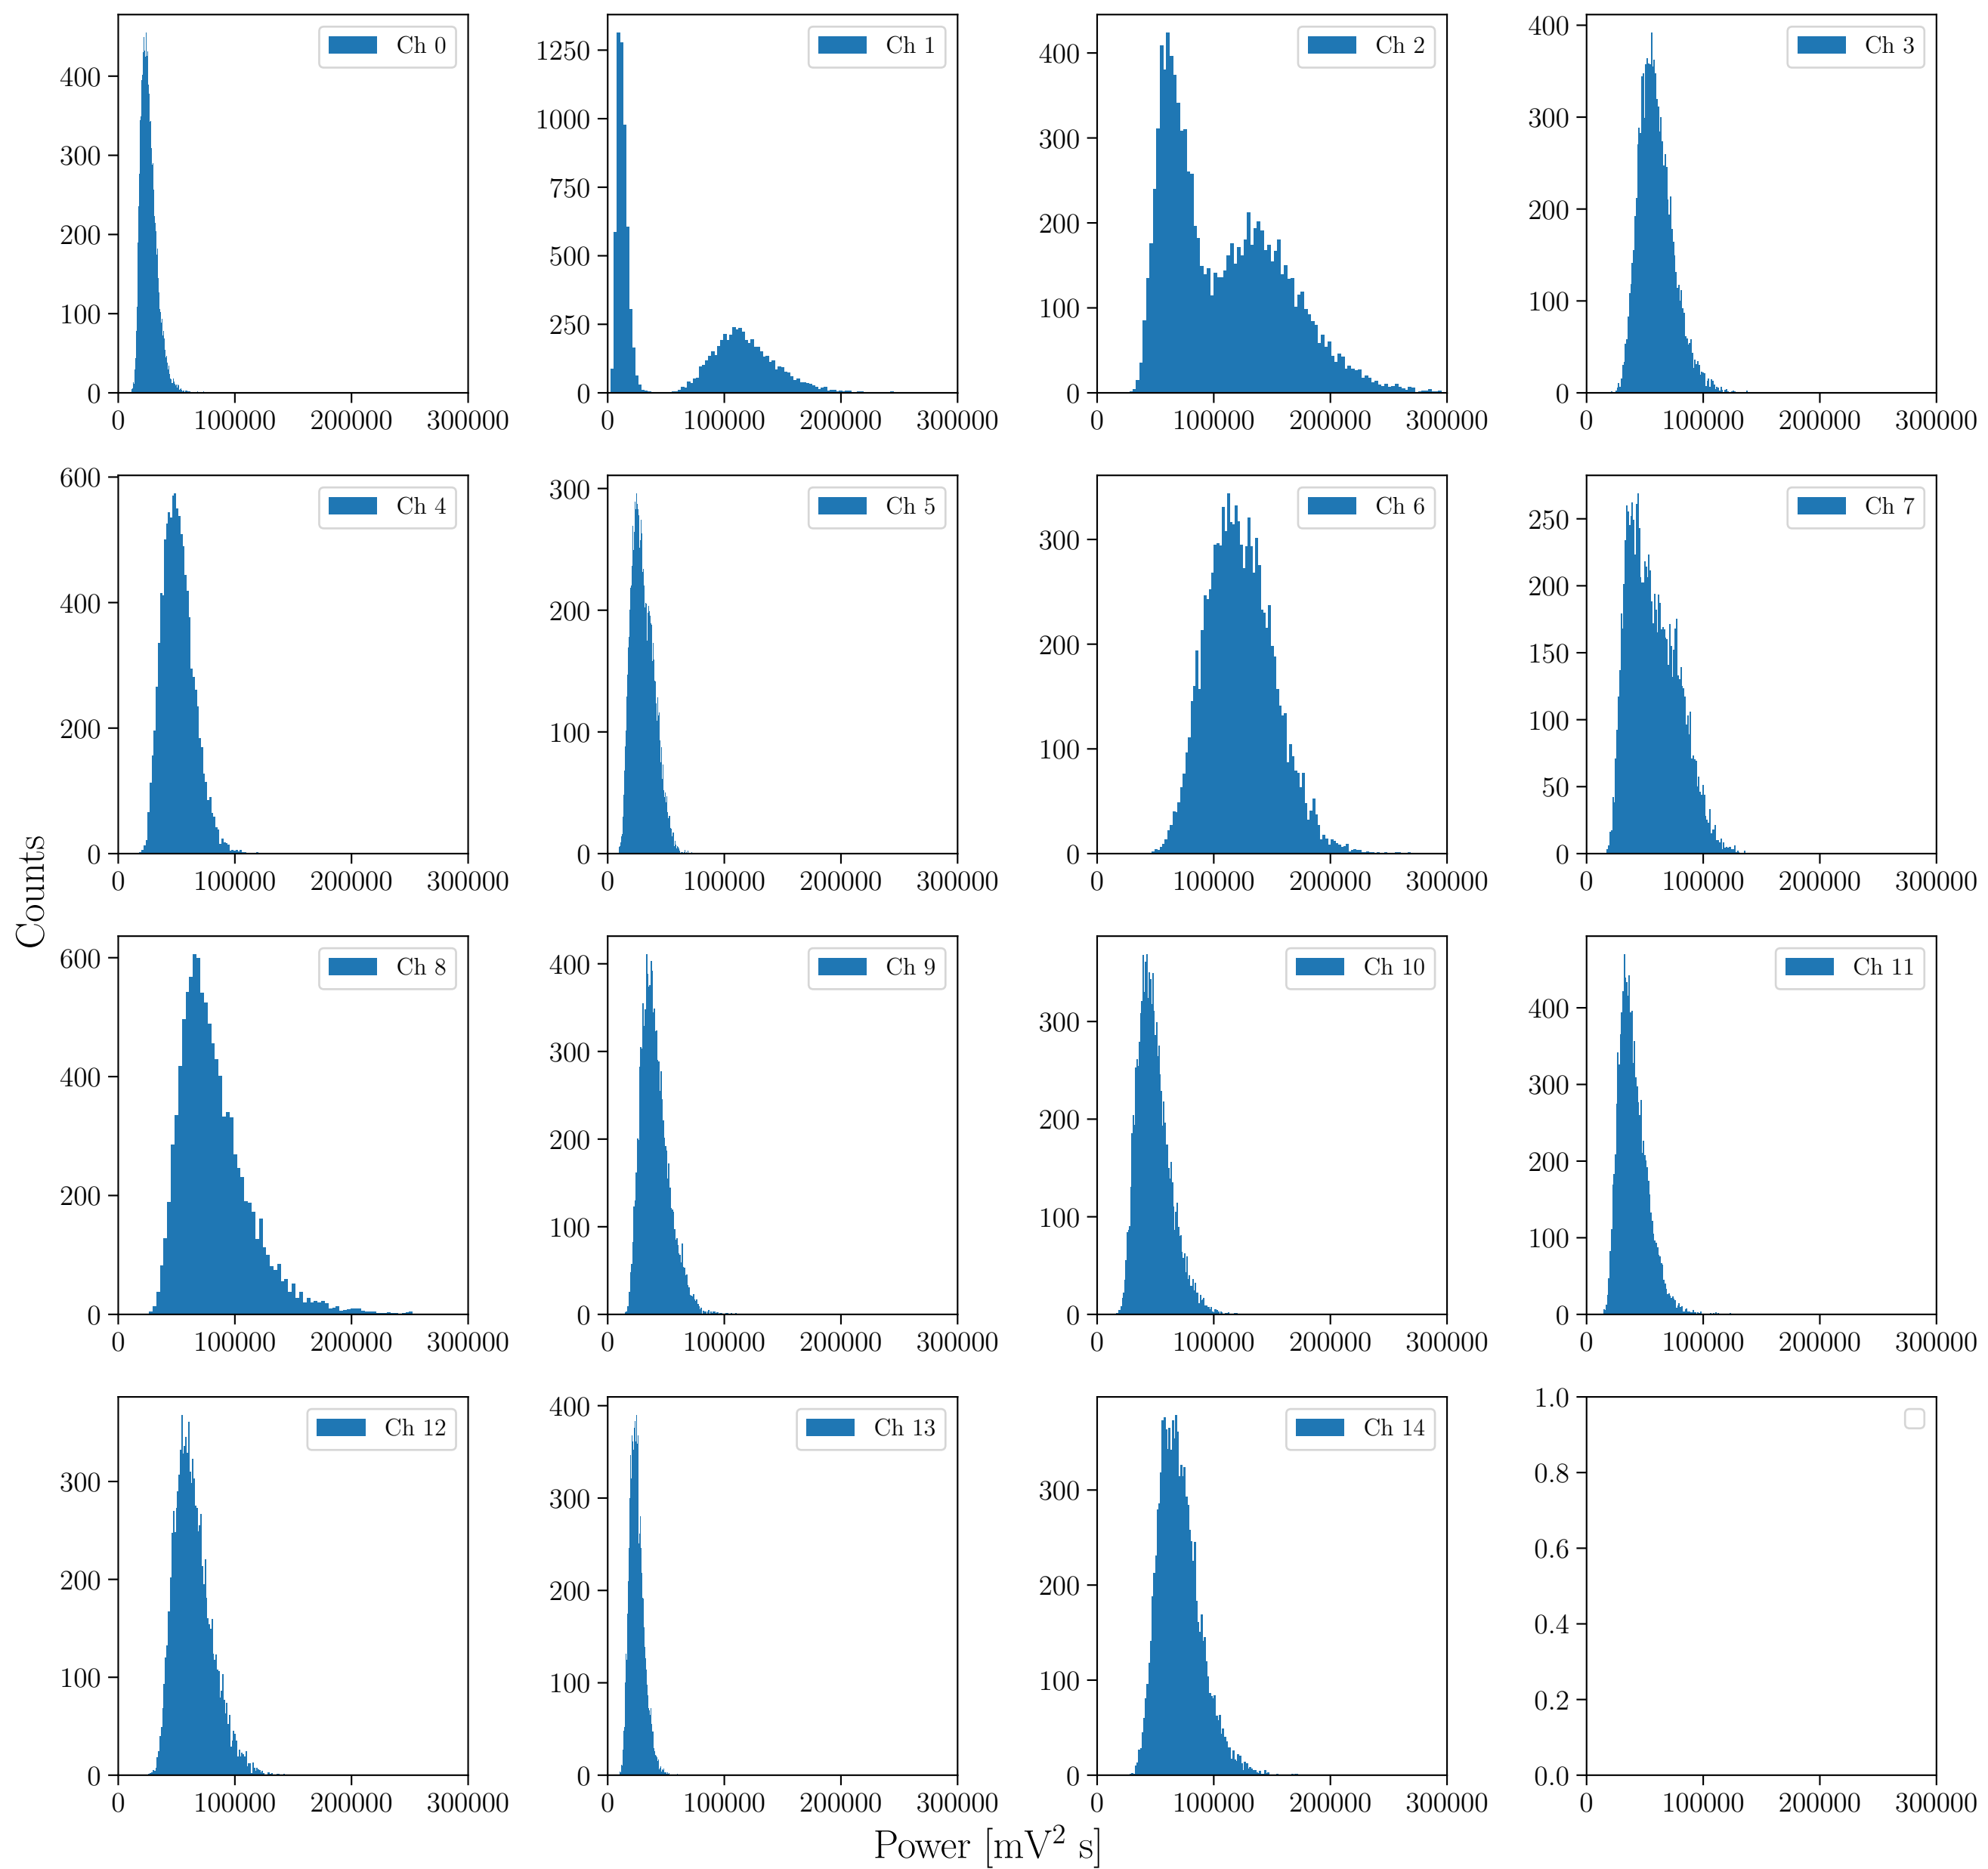 Ch 0
Ch 1
Ch 2
Ch 3
0 100 200 300 400
0 250 500 750 1000 1250
0 100 200 300 400
0 100 200 300 400
0 100000 200000 300000
0 100000 200000 300000
0 100000 200000 300000
0 100000 200000 300000
Ch 4
Ch 5
Ch 6
Ch 7
0 200 400 600
0 100 200 300
0 100 200 300
0 50 100 150 200 250
0 100000 200000 300000
0 100000 200000 300000
0 100000 200000 300000
0 100000 200000 300000
Counts
Ch 8
Ch 9
Ch 10
Ch 11
0 200 400 600
0 100 200 300 400
0 100 200 300
0 100 200 300 400
0 100000 200000 300000
0 100000 200000 300000
0 100000 200000 300000
0 100000 200000 300000
Ch 12
Ch 13
Ch 14
0 100 200 300
0 100 200 300 400
0 100 200 300
0.0 0.2 0.4 0.6 0.8 1.0
0 100000 200000 300000
0 100000 200000 300000
0 100000 200000 300000
0 100000 200000 300000
Power [mV² s]